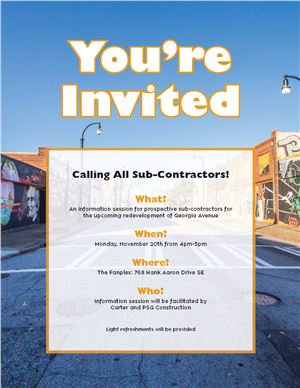 You're
Invited
Calling All Sub-Contractors!
What?
An information session for prospective sub-contractors for
the upcoming redevelopment of Georgia Avenue
When?
Monday, November 20th from 4pm-5pm
Where?
The Fanplex: 768 Hank Aaron Drive SE
Who?
Information session will be facilitated by
Carter and PSG Construction
Light refreshments will be provided